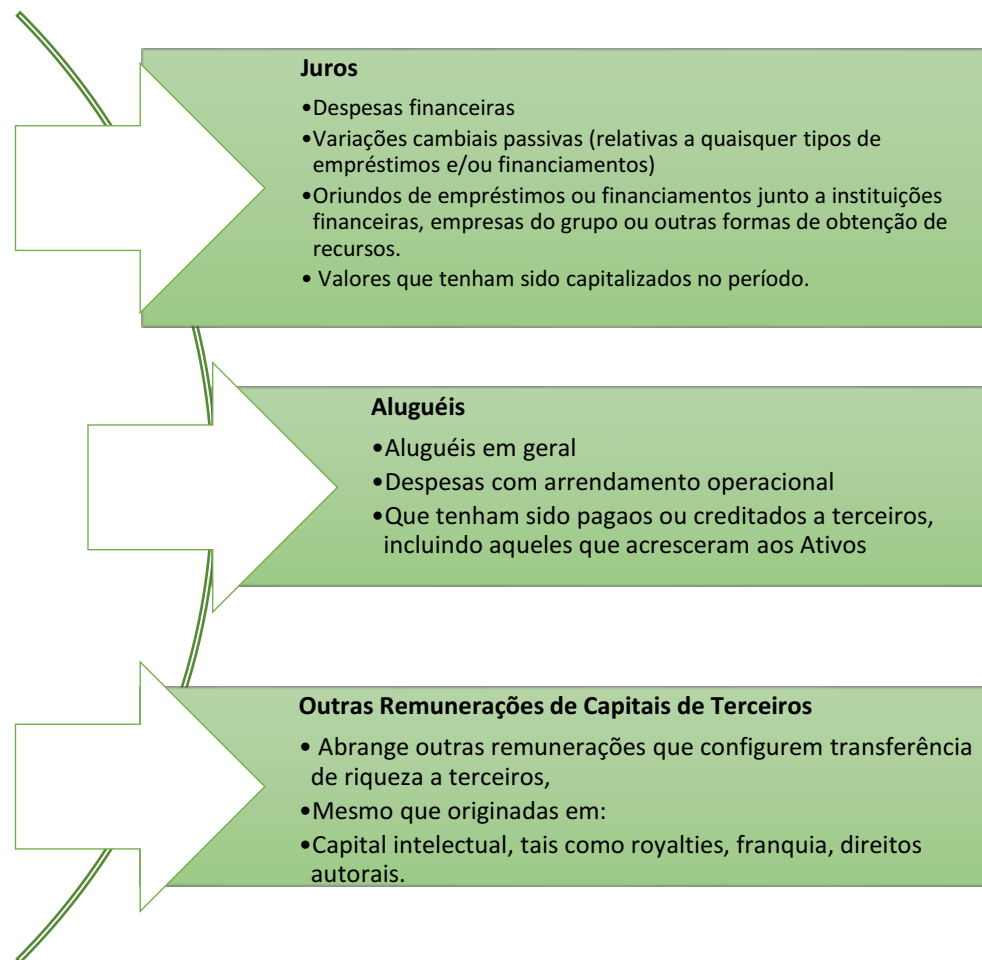 Juros
•Despesas financeiras
•Variações cambiais passivas (relativas a quaisquer tipos de
empréstimos e/ou financiamentos)
•Oriundos de empréstimos ou financiamentos junto a instituições
financeiras, empresas do grupo ou outras formas de obtenção de
recursos.
• Valores que tenham sido capitalizados no período.
Aluguéis
•Aluguéis em geral
•Despesas com arrendamento operacional
•Que tenham sido pagaos ou creditados a terceiros,
incluindo aqueles que acresceram aos Ativos
Outras Remunerações de Capitais de Terceiros
• Abrange outras remunerações que configurem transferência
de riqueza a terceiros,
•Mesmo que originadas em:
•Capital intelectual, tais como royalties, franquia, direitos
autorais.